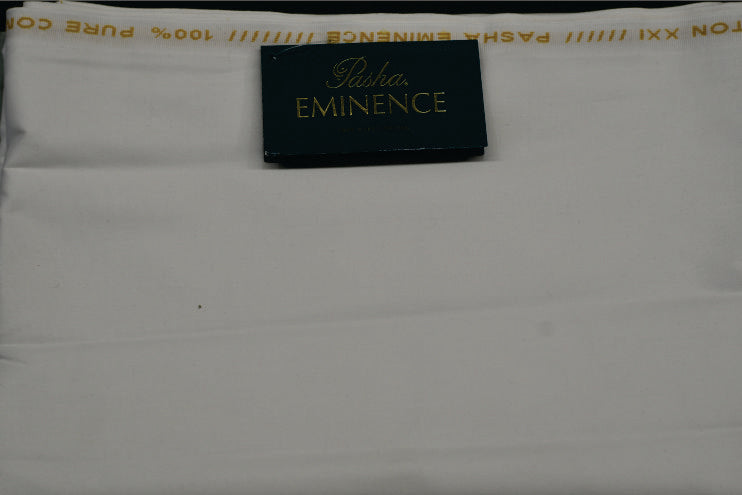 TON XXI ////// PASHA EMINENCE /////// 100% PURE CO
Pasha
EMINENCE